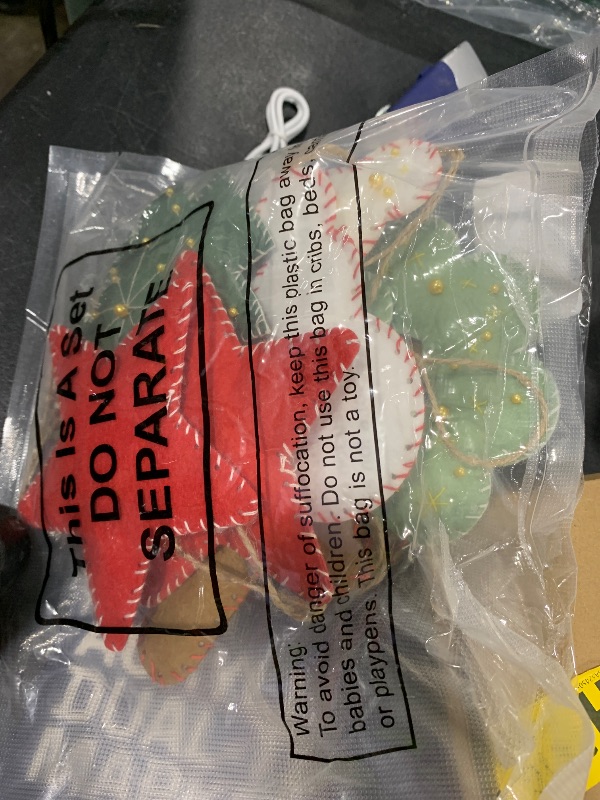 This Is A Set
DO NOT
SEPARATE
Warning:
To avoid danger of suffocation, keep this plastic bag away
babies and children. Do not use this bag in cribs, beds,
or playpens. This bag is not a toy.